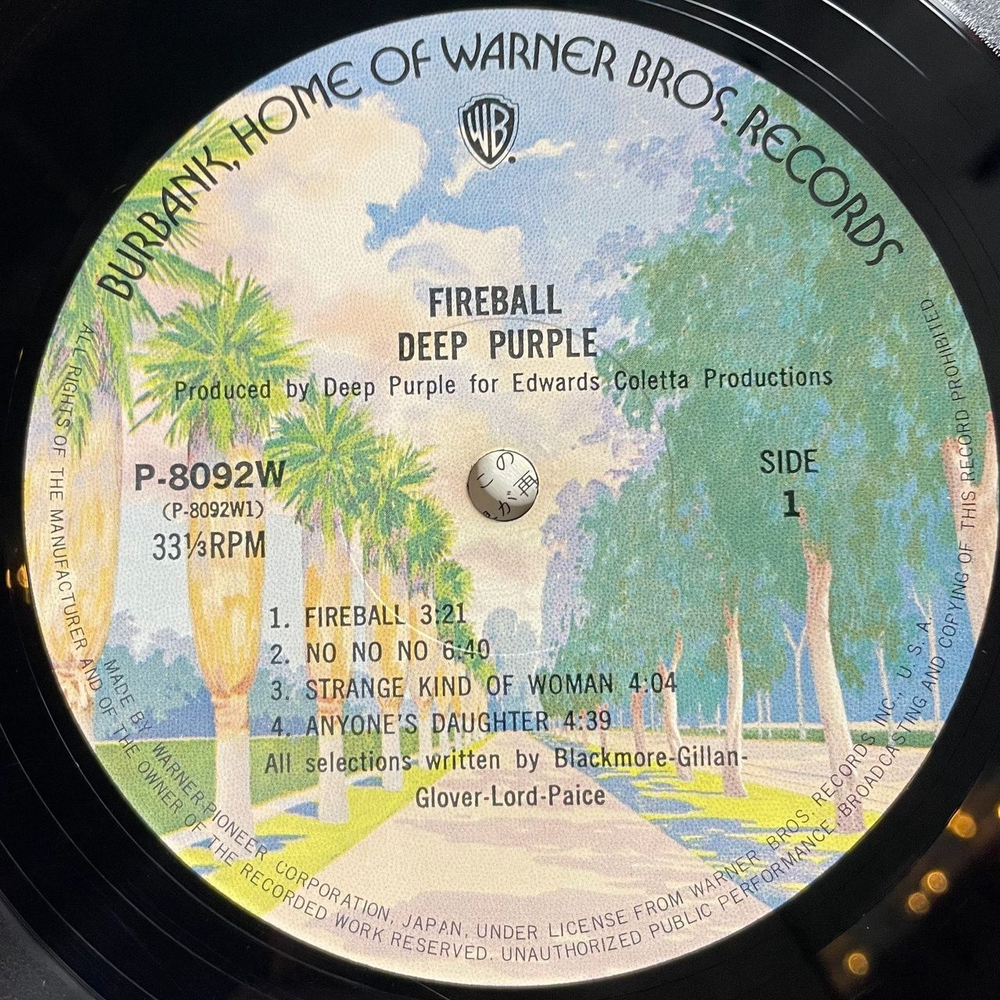 BURBANK, HOME OF WARNER BROS. RECORDS
WB
FIREBALL
DEEP PURPLE
Produced by Deep Purple for Edwards Coletta Productions
P-8092W
(P-8092W1)
33⅓RPM
SIDE
1
この
が再
1. FIREBALL 3:21
2. NO NO NO 6:40
3. STRANGE KIND OF WOMAN 4:04
4. ANYONE'S DAUGHTER 4:39
All selections written by Blackmore-Gillan-
Glover-Lord-Paice
MADE BY WARNER-PIONEER CORPORATION, JAPAN, UNDER LICENSE FROM WARNER BROS. RECORDS INC., U. S. A.
ALL RIGHTS OF THE MANUFACTURER AND OF THE OWNER OF THE RECORDED WORK RESERVED. UNAUTHORIZED PUBLIC PERFORMANCE, BROADCASTING AND COPYING OF THIS RECORD PROHIBITED.